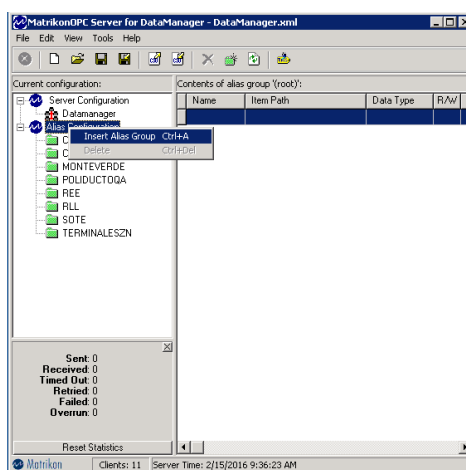 MatrikonOPC Server for DataManager - DataManager.xml
File Edit View Tools Help
Current configuration:
Contents of alias group '(root)':
Server Configuration
Datamanager
Alias Configuration
Name Item Path Data Type R/W
Insert Alias Group Ctrl+A
Delete Ctrl+Del
C
C
MONTEVERDE
POLIDUCTOQA
REE
RLL
SOTE
TERMINALESZN
Sent: 0
Received: 0
Timed Out: 0
Retried: 0
Failed: 0
Overrun: 0
Reset Statistics
Matrikon Clients: 11 Server Time: 2/15/2016 9:36:23 AM